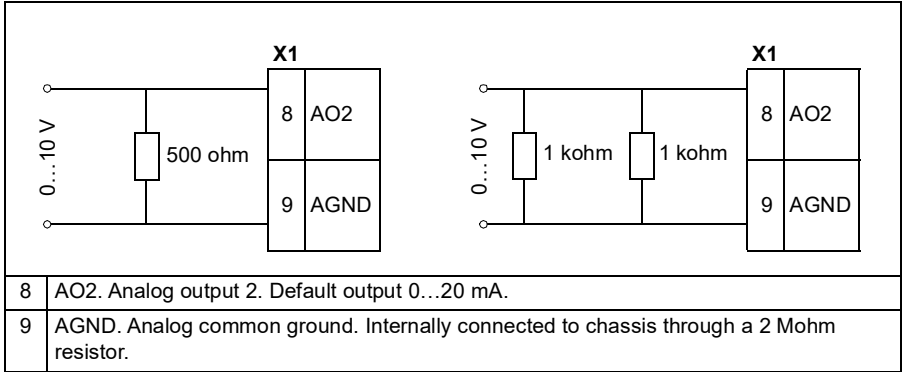 X1
8 AO2
0…10 V
500 ohm
9 AGND
X1
8 AO2
0…10 V
1 kohm
1 kohm
9 AGND
8 AO2. Analog output 2. Default output 0…20 mA.
9 AGND. Analog common ground. Internally connected to chassis through a 2 Mohm
resistor.